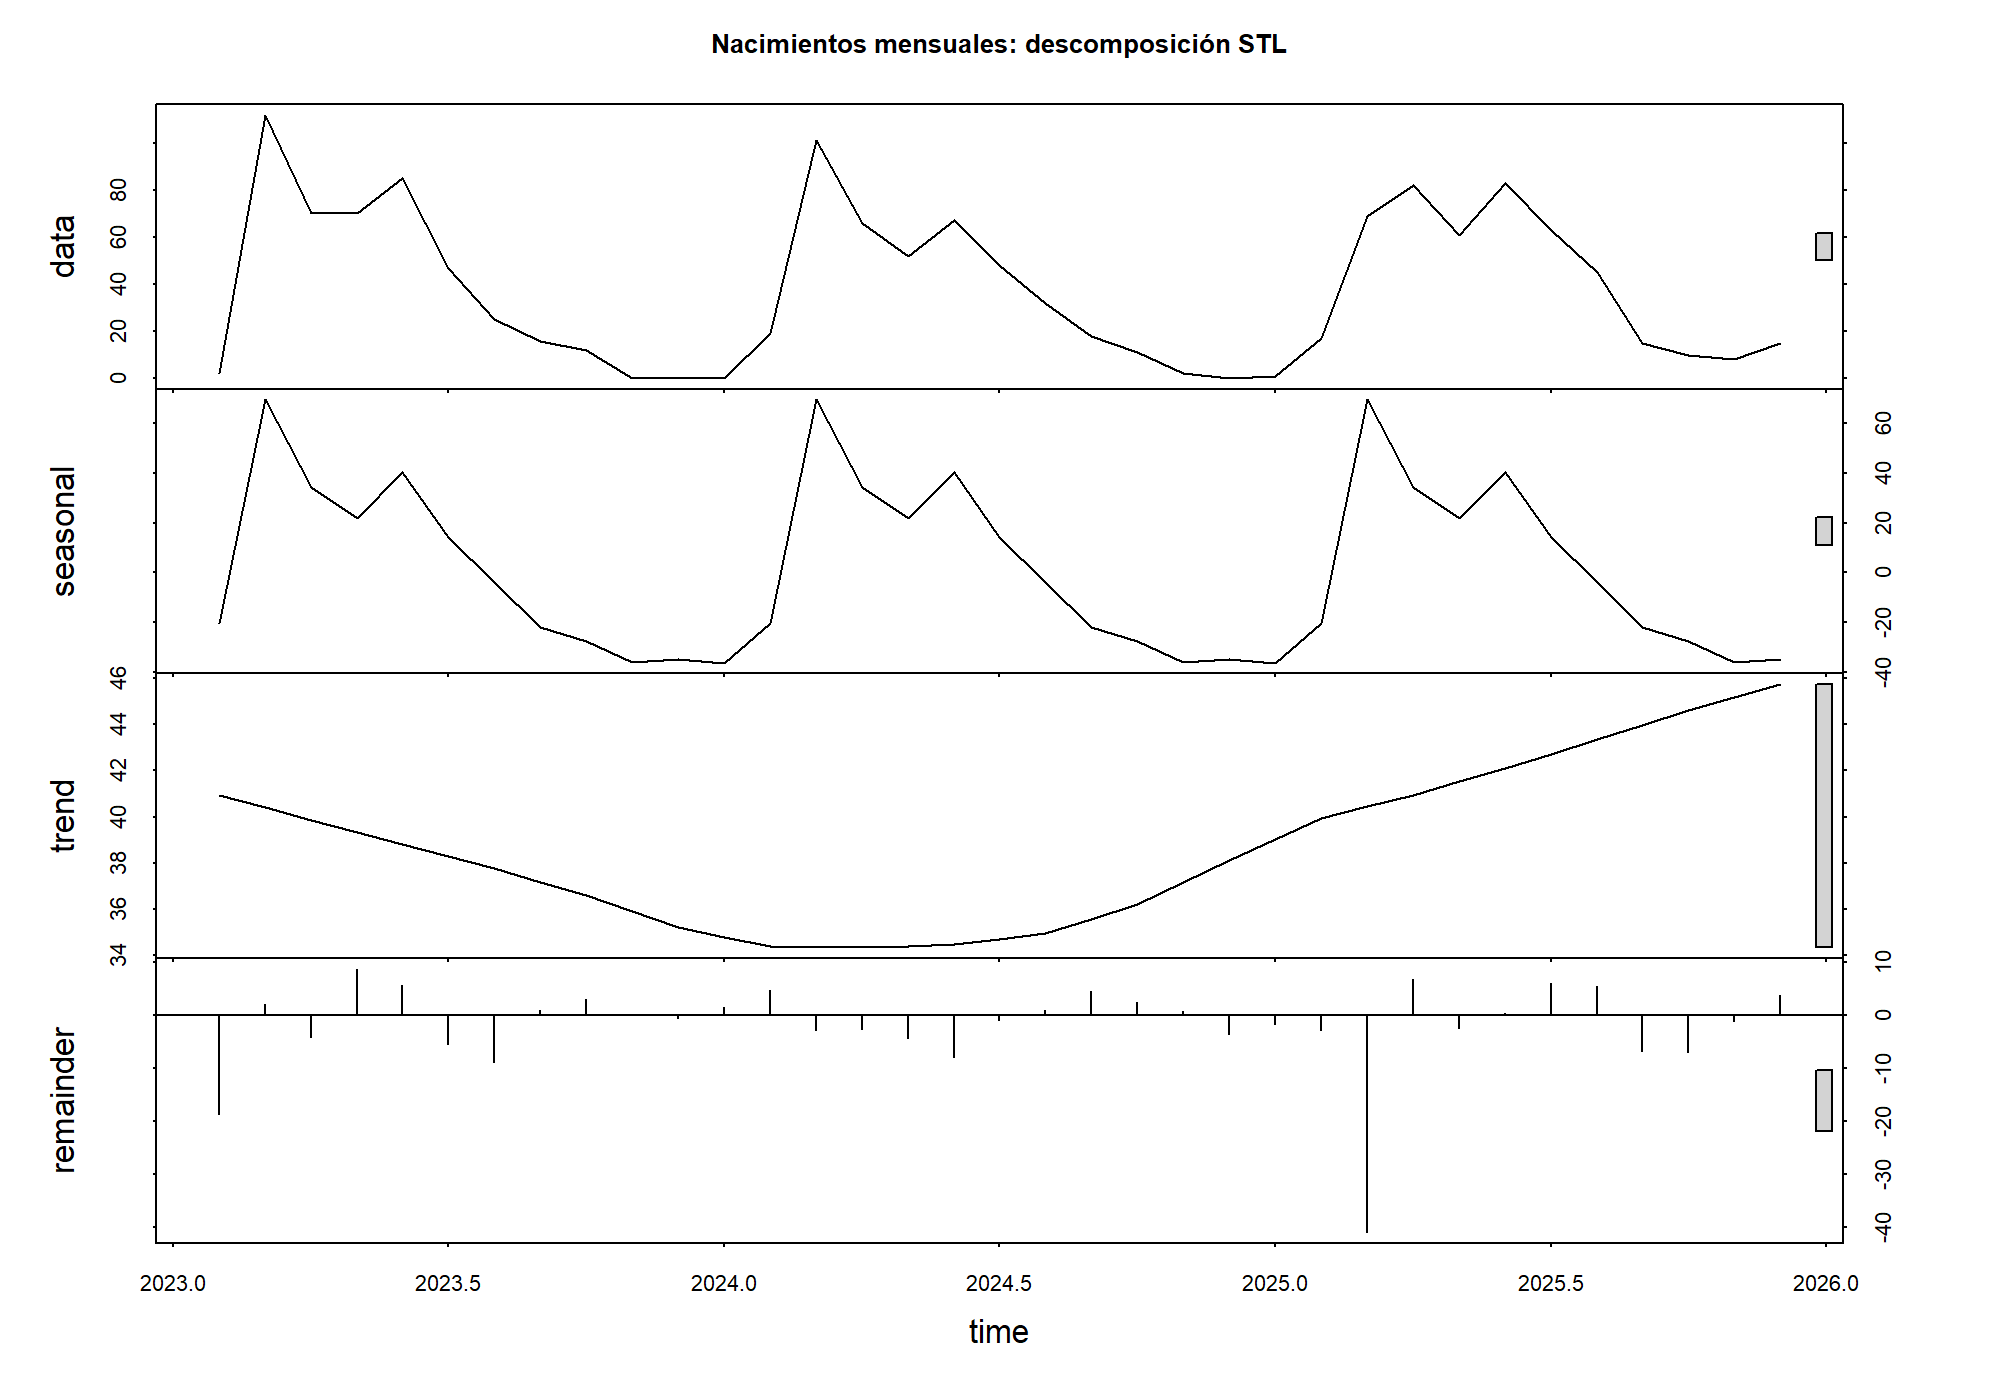 Nacimientos mensuales: descomposición STL
data
0 20 40 60 80
seasonal
-40 -20 0 20 40 60
trend
34 36 38 40 42 44 46
remainder
-40 -30 -20 -10 0 10
2023.0 2023.5 2024.0 2024.5 2025.0 2025.5 2026.0
time